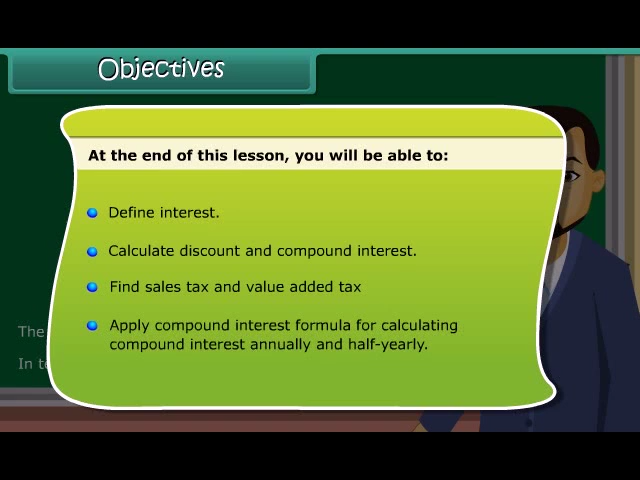 Objectives
At the end of this lesson, you will be able to:
Define interest.
Calculate discount and compound interest.
Find sales tax and value added tax
Apply compound interest formula for calculating
compound interest annually and half-yearly.
The
In